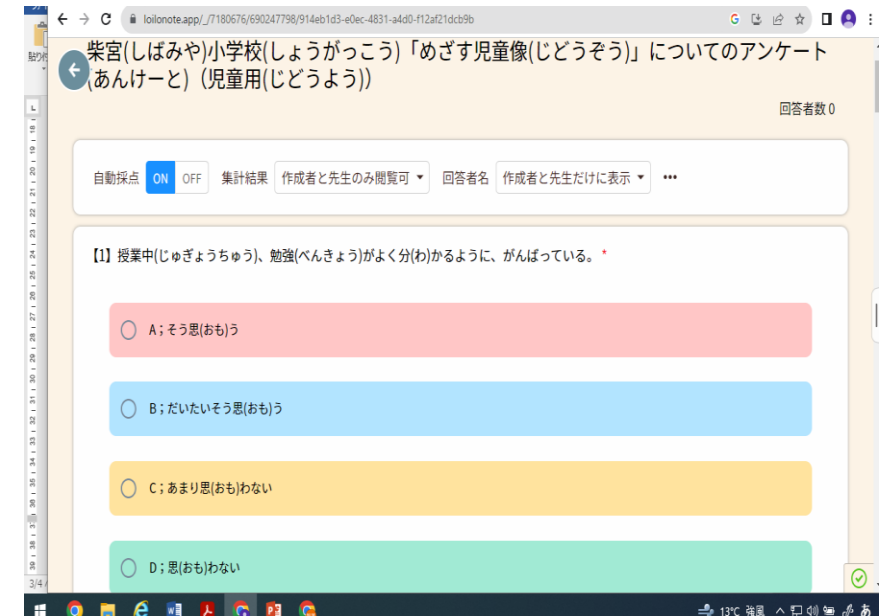 loilonote.app/_/7180676/690247798/914eb1d3-e0ec-4831-a4d0-f12af21dcb9b
柴宮(しばみや)小学校(しょうがっこう)「めざす児童像(じどうぞう)」についてのアンケート
(あんけーと)（児童用(じどうよう)）
回答者数 0
自動採点 ON OFF 集計結果 作成者と先生のみ閲覧可 回答者名 作成者と先生だけに表示 •••
【1】授業中(じゅぎょうちゅう)、勉強(べんきょう)がよく分(わ)かるように、がんばっている。*
A；そう思(おも)う
B；だいたいそう思(おも)う
C；あまり思(おも)わない
D；思(おも)わない
3/4
13°C 強風 あ